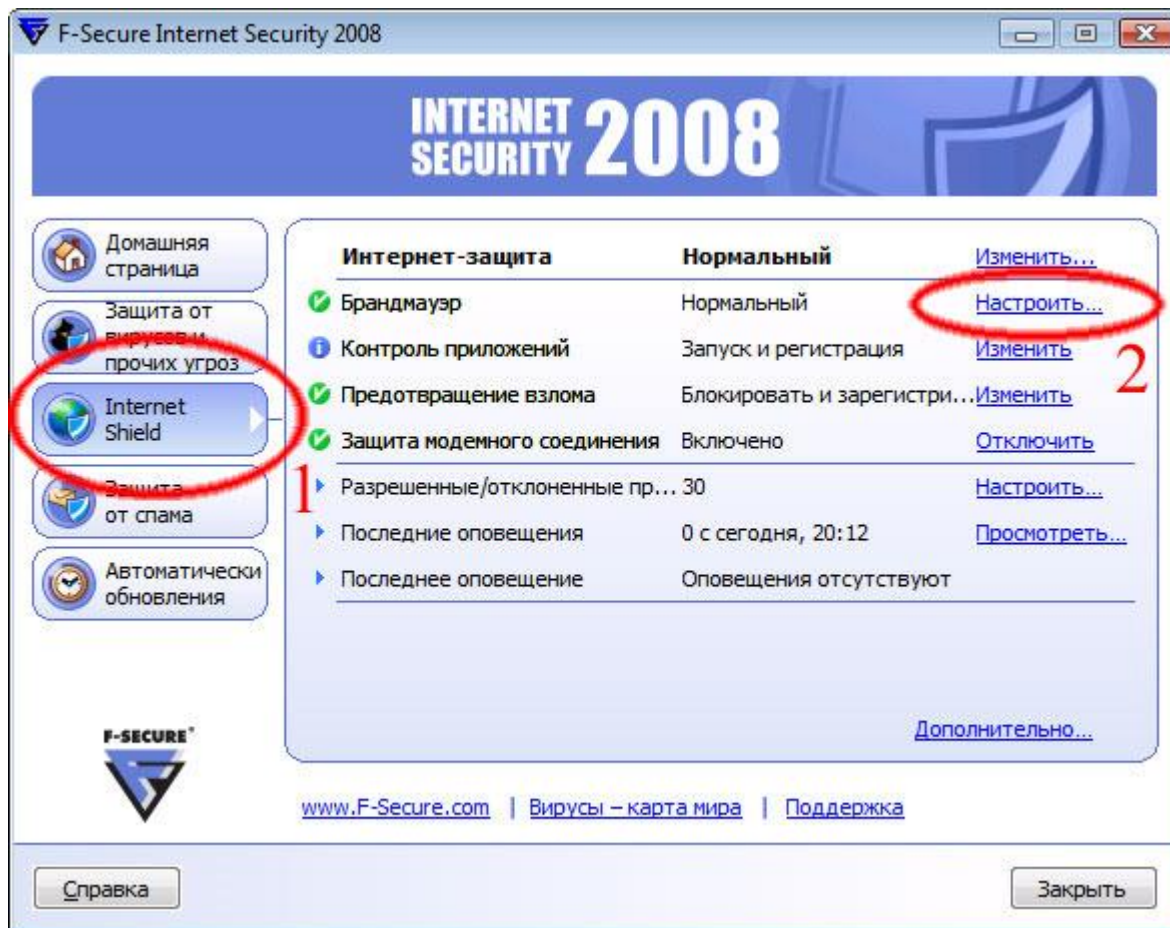 F-Secure Internet Security 2008
INTERNET
SECURITY 2008
Домашняя
страница
Защита от
вирусов и
прочих угроз
Internet
Shield
Защита
от спама
Автоматически
обновления
F-SECURE®
Интернет-защита Нормальный Изменить...
Брандмауэр Нормальный Настроить...
Контроль приложений Запуск и регистрация Изменить
Предотвращение взлома Блокировать и зарегистри... Изменить
Защита модемного соединения Включено Отключить
Разрешенные/отклоненные пр... 30 Настроить...
Последние оповещения 0 с сегодня, 20:12 Просмотреть...
Последнее оповещение Оповещения отсутствуют
1
2
Дополнительно...
www.F-Secure.com | Вирусы – карта мира | Поддержка
Справка
Закрыть